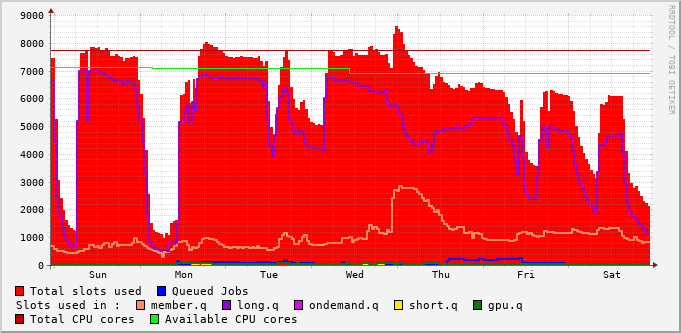 9000
8000
7000
6000
5000
4000
3000
2000
1000
0
Sun Mon Tue Wed Thu Fri Sat
RRDTOOL / TOBI OETIKER
Total slots used Queued Jobs
Slots used in : member.q long.q ondemand.q short.q gpu.q
Total CPU cores Available CPU cores